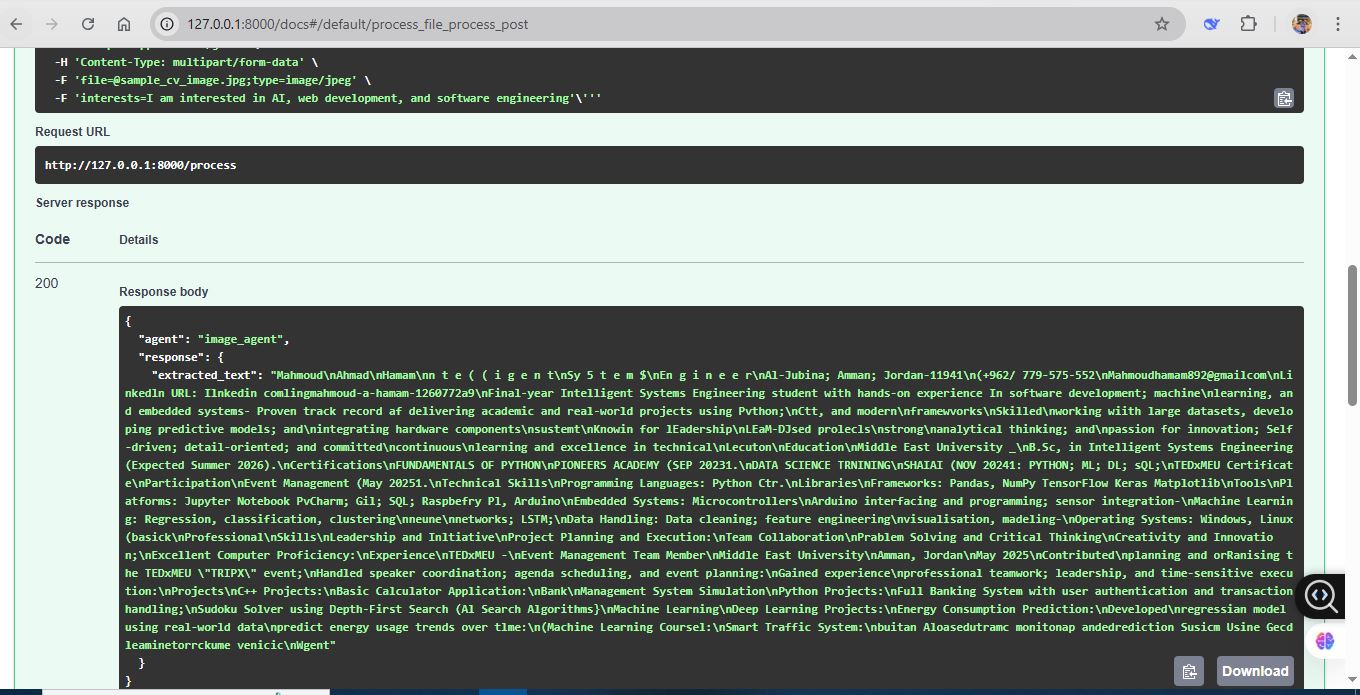 127.0.0.1:8000/docs#/default/process_file_process_post
-H 'Content-Type: multipart/form-data' \
-F 'file=@sample_cv_image.jpg;type=image/jpeg' \
-F 'interests=I am interested in AI, web development, and software engineering'\'''
Request URL
http://127.0.0.1:8000/process
Server response
Code Details
200
Response body
{
"agent": "image_agent",
"response": {
"extracted_text": "Mahmoud\nAhmad\nHamam\nn t e ( ( i g e n t\nSy 5 t e m $\nEn g i n e e r\nAl-Jubina; Amman; Jordan-11941\n(+962/ 779-575-552\nMahmoudhamam892@gmailcom\nLi
nkedln URL: Ilnkedin comlingmahmoud-a-hamam-1260772a9\nFinal-year Intelligent Systems Engineering student with hands-on experience In software development; machine\nlearning, an
d embedded systems- Proven track record af delivering academic and real-world projects using Pvthon;\nCtt, and modern\nframewvorks\nSkilled\nworking wiith large datasets, develo
ping predictive models; and\nintegrating hardware components\nsustemt\nKnowin for lEadership\nLEaM-DJsed prolecls\nstrong\nanalytical thinking; and\npassion for innovation; Self
-driven; detail-oriented; and committed\ncontinuous\nlearning and excellence in technical\nLecuton\nEducation\nMiddle East University _\nB.Sc, in Intelligent Systems Engineering
(Expected Summer 2026).\nCertifications\nFUNDAMENTALS OF PYTHON\nPIONEERS ACADEMY (SEP 20231.\nDATA SCIENCE TRNINING\nSHAIAI (NOV 20241: PYTHON; ML; DL; sQL;\nTEDxMEU Certificat
e\nParticipation\nEvent Management (May 20251.\nTechnical Skills\nProgramming Languages: Python Ctr.\nLibraries\nFrameworks: Pandas, NumPy TensorFlow Keras Matplotlib\nTools\nPl
atforms: Jupyter Notebook PvCharm; Gil; SQL; Raspbefry Pl, Arduino\nEmbedded Systems: Microcontrollers\nArduino interfacing and programming; sensor integration-\nMachine Learnin
g: Regression, classification, clustering\nneune\nnetworks; LSTM;\nData Handling: Data cleaning; feature engineering\nvisualisation, madeling-\nOperating Systems: Windows, Linux
(basick\nProfessional\nSkills\nLeadership and Inltiative\nProject Planning and Execution:\nTeam Collaboration\nPrablem Solving and Critical Thinking\nCreativity and Innovatio
n;\nExcellent Computer Proficiency:\nExperience\nTEDxMEU -\nEvent Management Team Member\nMiddle East University\nAmman, Jordan\nMay 2025\nContributed\nplanning and orRanising t
he TEDxMEU \"TRIPX\" event;\nHandled speaker coordination; agenda scheduling, and event planning:\nGained experience\nprofessional teamwork; leadership, and time-sensitive execu
tion:\nProjects\nC++ Projects:\nBasic Calculator Application:\nBank\nManagement System Simulation\nPython Projects:\nFull Banking System with user authentication and transaction
handling;\nSudoku Solver using Depth-First Search (Al Search Algorithms}\nMachine Learning\nDeep Learning Projects:\nEnergy Consumption Prediction:\nDeveloped\nregressian model
using real-world data\npredict energy usage trends over tlme:\n(Machine Learning Coursel:\nSmart Traffic System:\nbuitan Aloasedutramc monitonap andedrediction Susicm Usine Gecd
leaminetorrckume venicic\nWgent"
}
}
Download